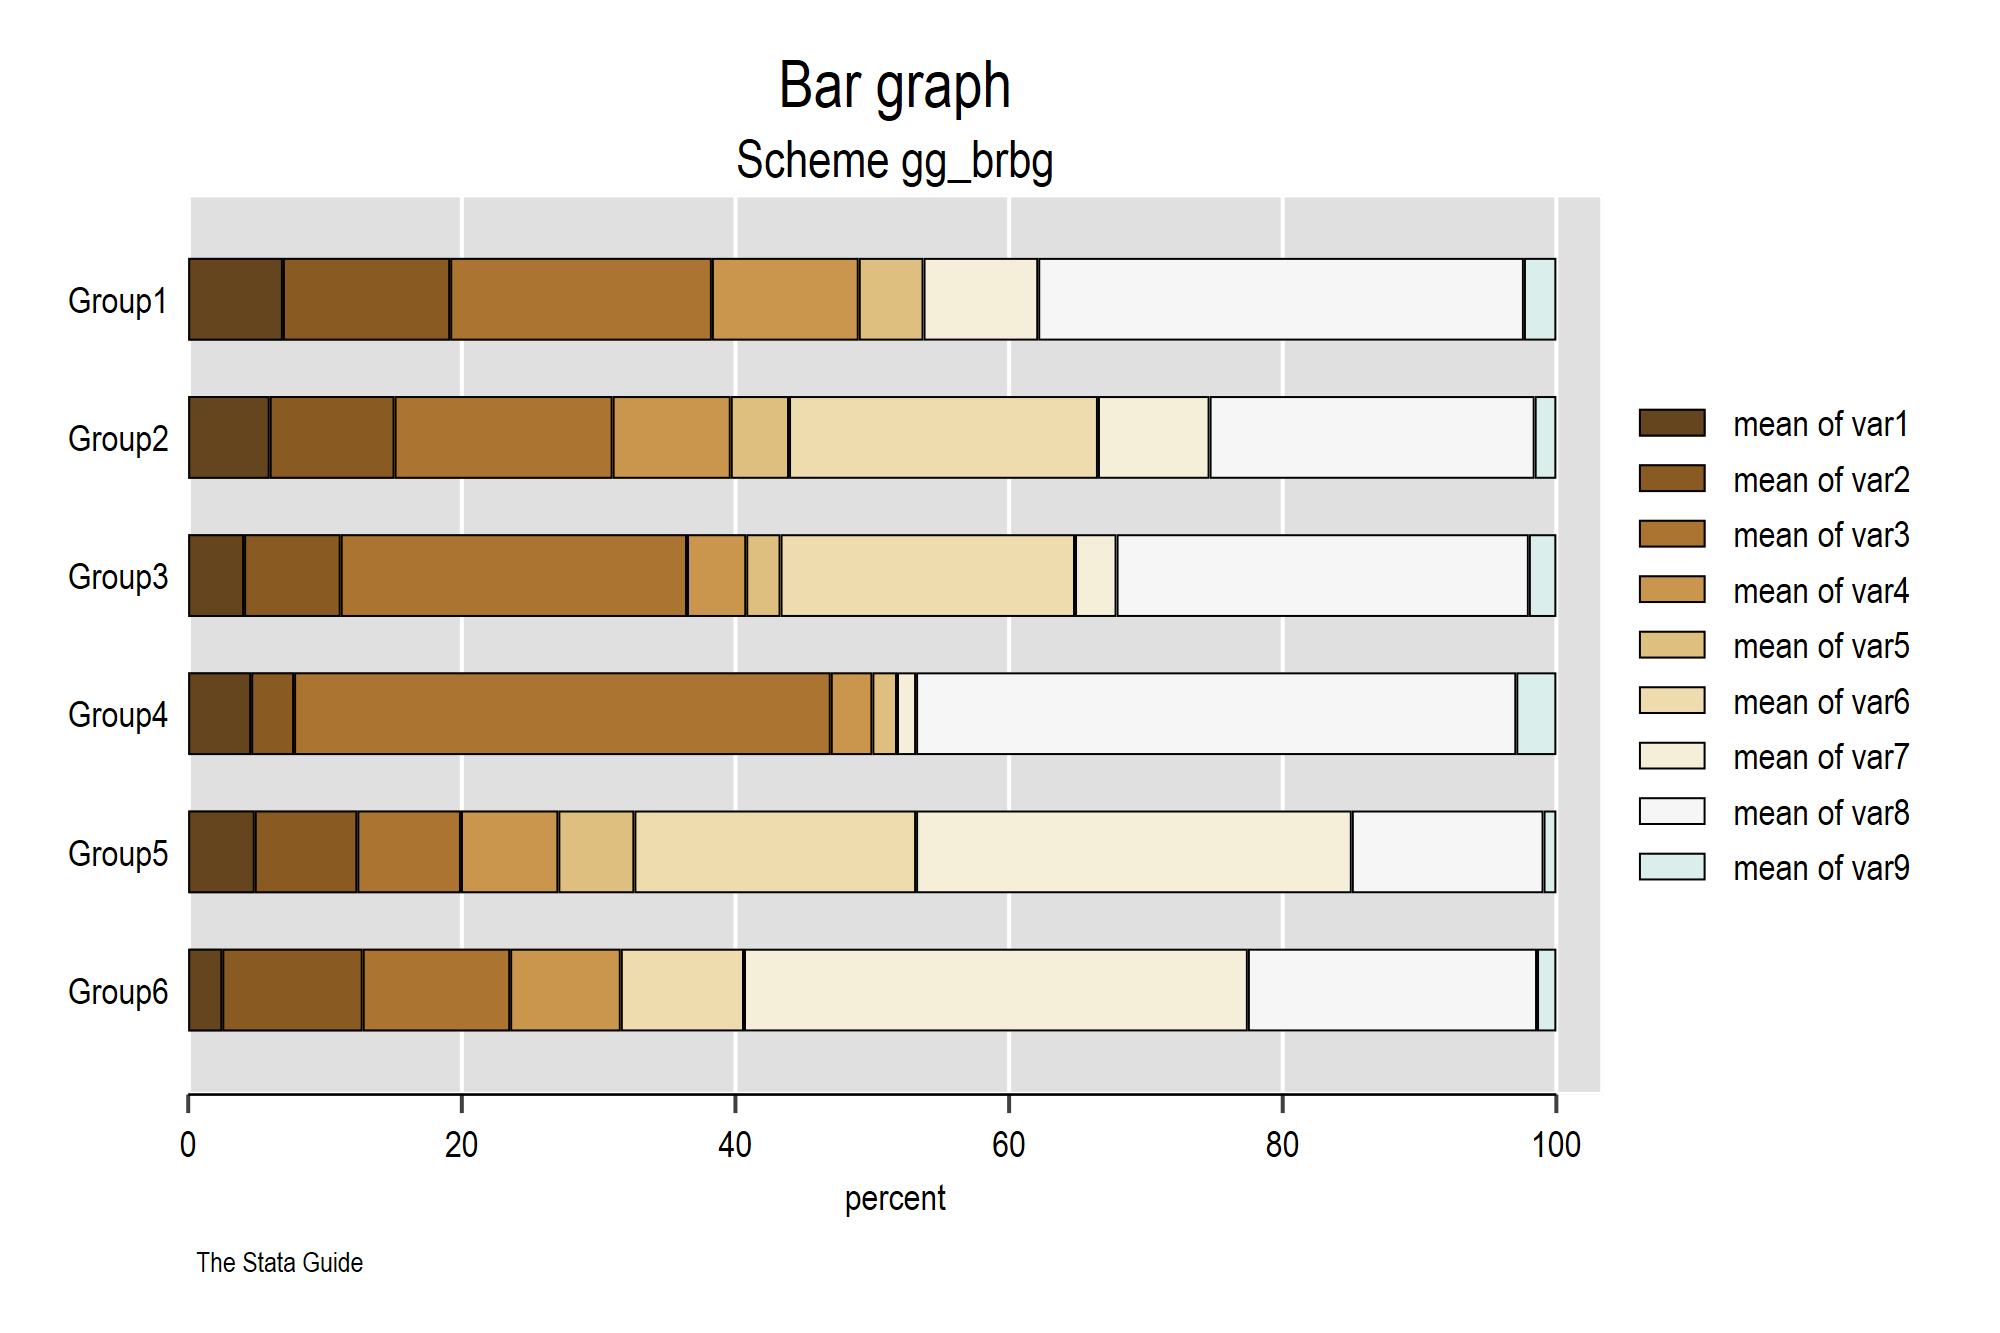 Bar graph
Scheme gg_brbg
Group1
Group2
Group3
Group4
Group5
Group6
mean of var1
mean of var2
mean of var3
mean of var4
mean of var5
mean of var6
mean of var7
mean of var8
mean of var9
0 20 40 60 80 100
percent
The Stata Guide